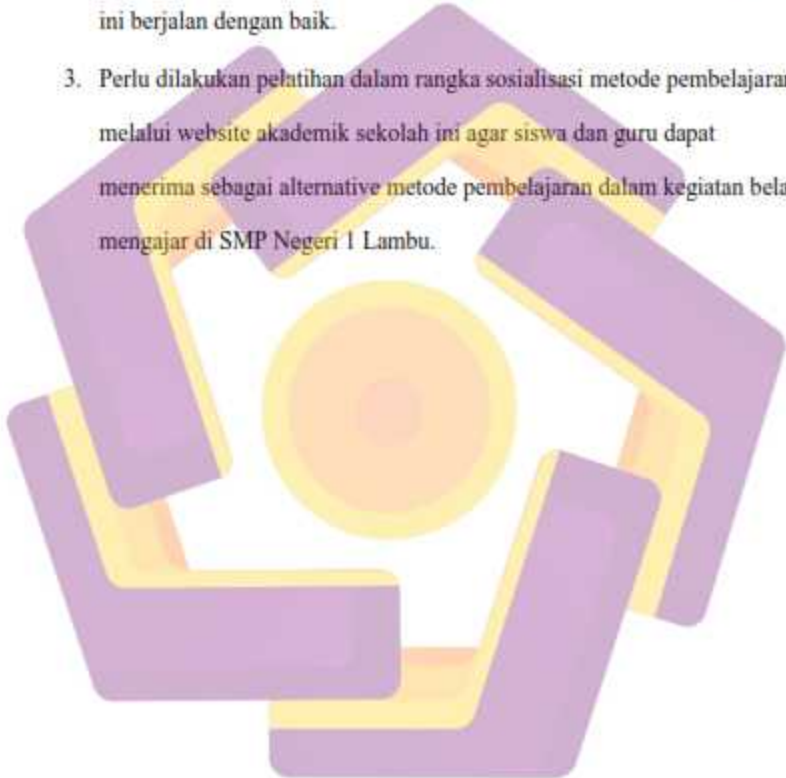 ini berjalan dengan baik.
3. Perlu dilakukan pelatihan dalam rangka sosialisasi metode pembelajaran
melalui website akademik sekolah ini agar siswa dan guru dapat
menerima sebagai alternative metode pembelajaran dalam kegiatan bela
mengajar di SMP Negeri 1 Lambu.